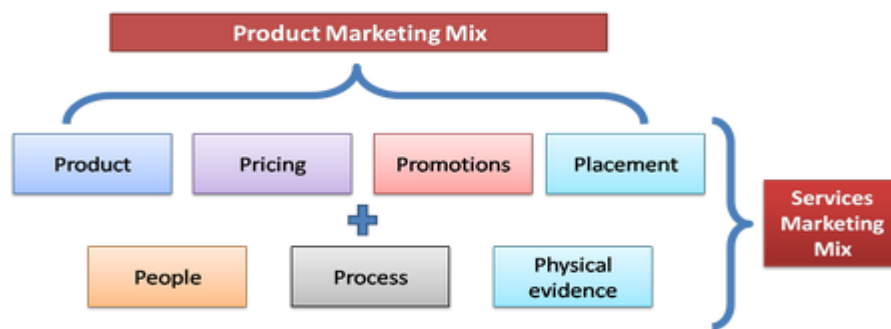 Product Marketing Mix
Product
Pricing
Promotions
Placement
Services
Marketing
Mix
People
Process
Physical
evidence